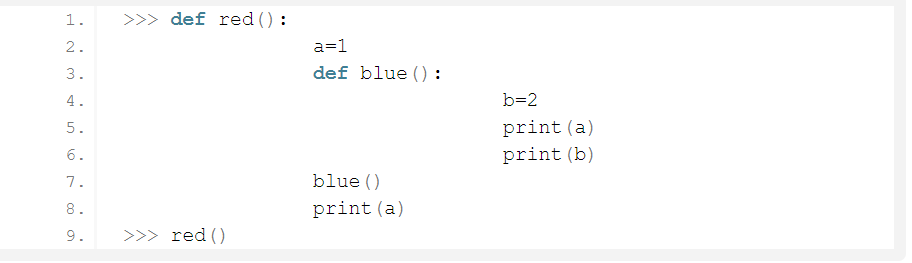 1. >>> def red():
2. a=1
3. def blue():
4. b=2
5. print(a)
6. print(b)
7. blue()
8. print(a)
9. >>> red()